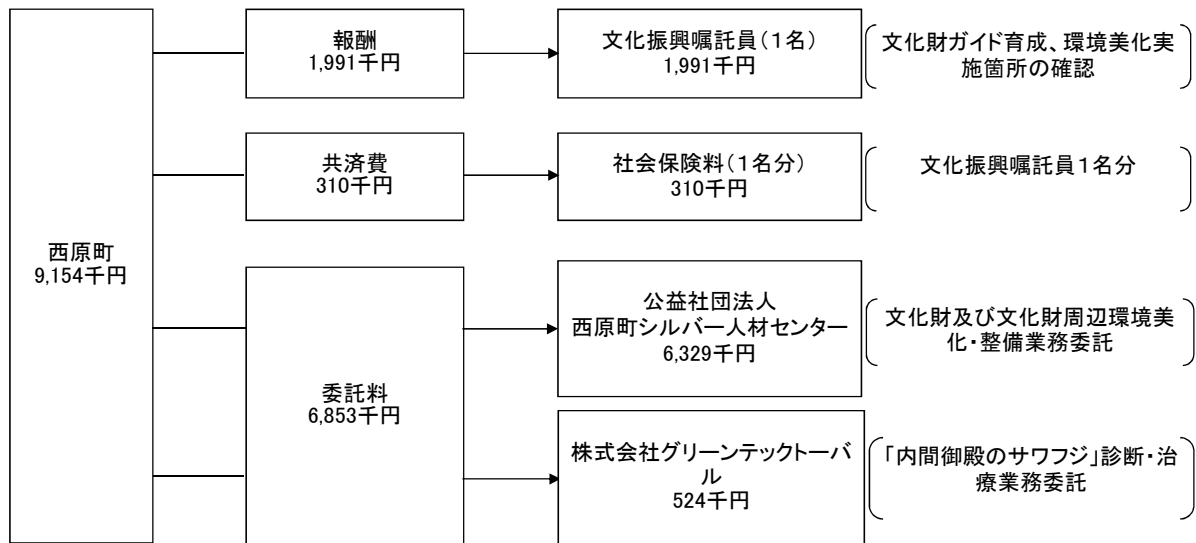 西原町
9,154千円
報酬
1,991千円
文化振興嘱託員(1名)
1,991千円
文化財ガイド育成、環境美化実
施箇所の確認
共済費
310千円
社会保険料(1名分)
310千円
文化振興嘱託員1名分
委託料
6,853千円
公益社団法人
西原町シルバー人材センター
6,329千円
文化財及び文化財周辺環境美
化・整備業務委託
株式会社グリーンテックトーバ
ル
524千円
「内間御殿のサワフジ」診断・治
療業務委託